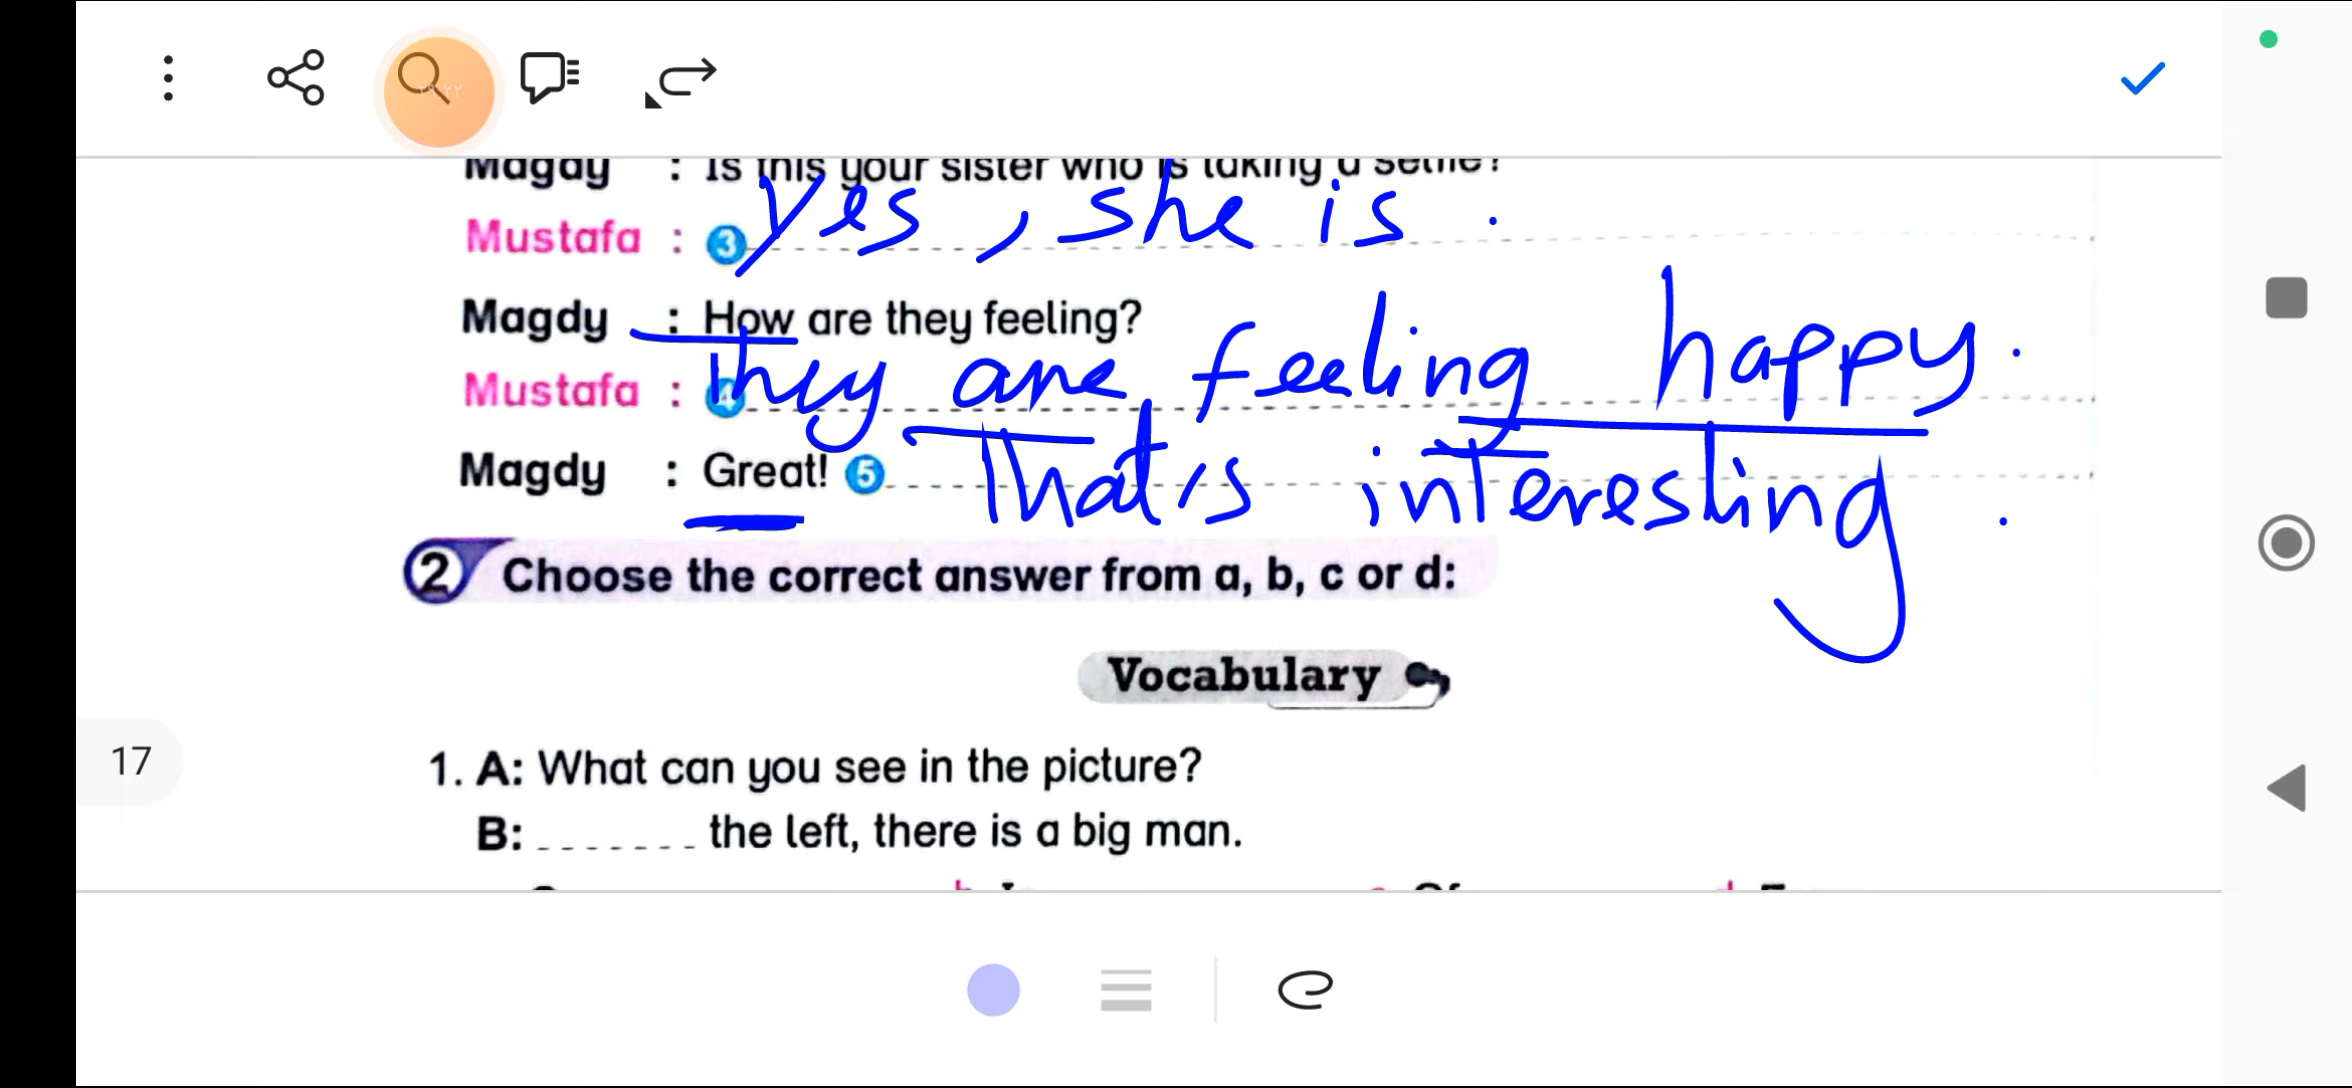 Magdy : Is this your sister who is taking a selfie?
Mustafa : 3 Yes, she is.
Magdy : How are they feeling?
Mustafa : 4 They are feeling happy.
Magdy : Great! 5 That's interesting.
2 Choose the correct answer from a, b, c or d:
Vocabulary
17
1. A: What can you see in the picture?
B: ....... the left, there is a big man.